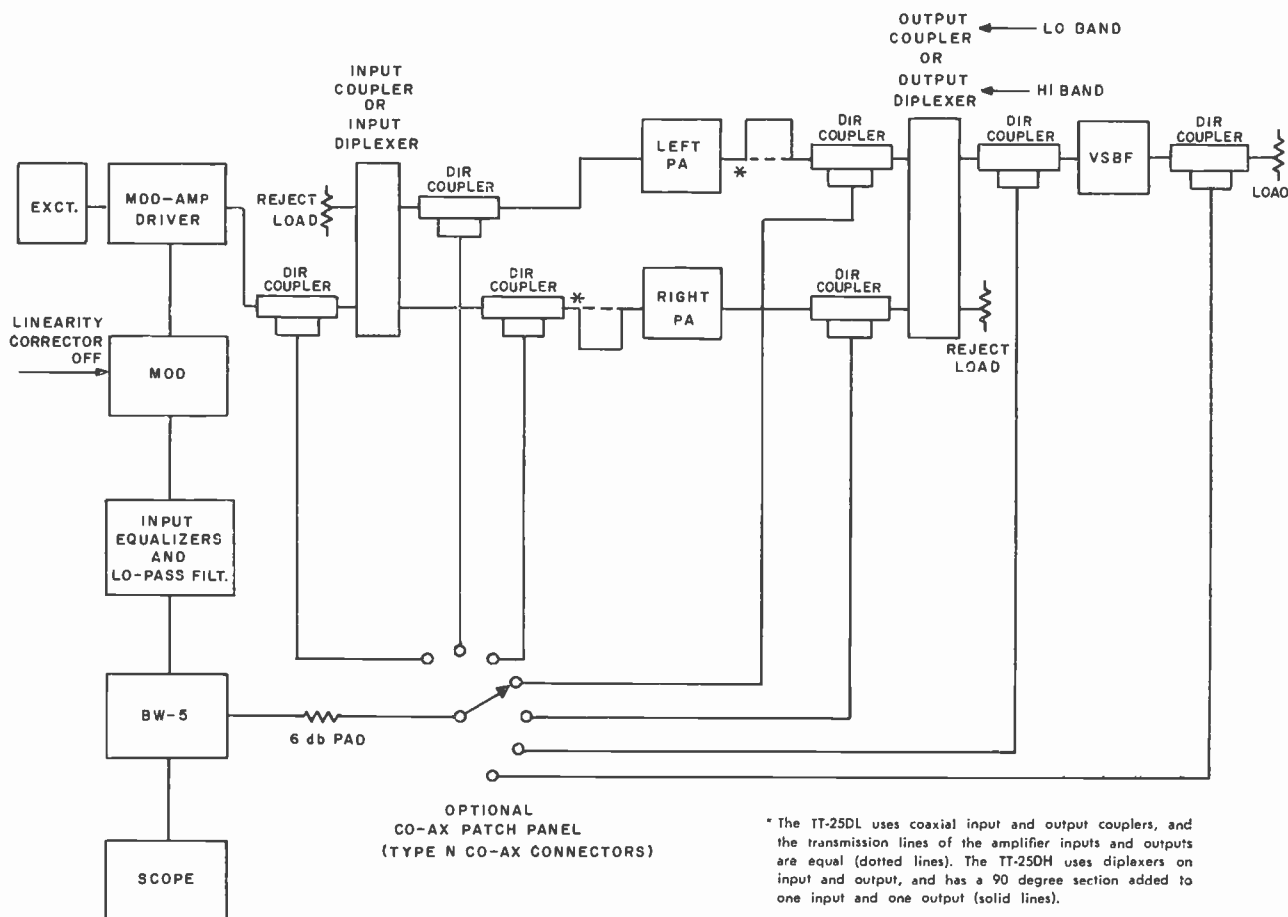 OUTPUT
COUPLER
OR
OUTPUT
DIPLEXER
LO BAND
HI BAND
INPUT
COUPLER
OR
INPUT
DIPLEXER
EXCT.
MOD-AMP
DRIVER
REJECT
LOAD
DIR
COUPLER
LEFT
PA
*
DIR
COUPLER
DIR
COUPLER
VSBF
DIR
COUPLER
LOAD
DIR
COUPLER
DIR
COUPLER
*
RIGHT
PA
DIR
COUPLER
REJECT
LOAD
LINEARITY
CORRECTOR
OFF
MOD
INPUT
EQUALIZERS
AND
LO-PASS FILT.
BW-5
6 db PAD
SCOPE
OPTIONAL
CO-AX PATCH PANEL
(TYPE N CO-AX CONNECTORS)
* The TT-25DL uses coaxial input and output couplers, and
the transmission lines of the amplifier inputs and outputs
are equal (dotted lines). The TT-25DH uses diplexers on
input and output, and has a 90 degree section added to
one input and one output (solid lines).